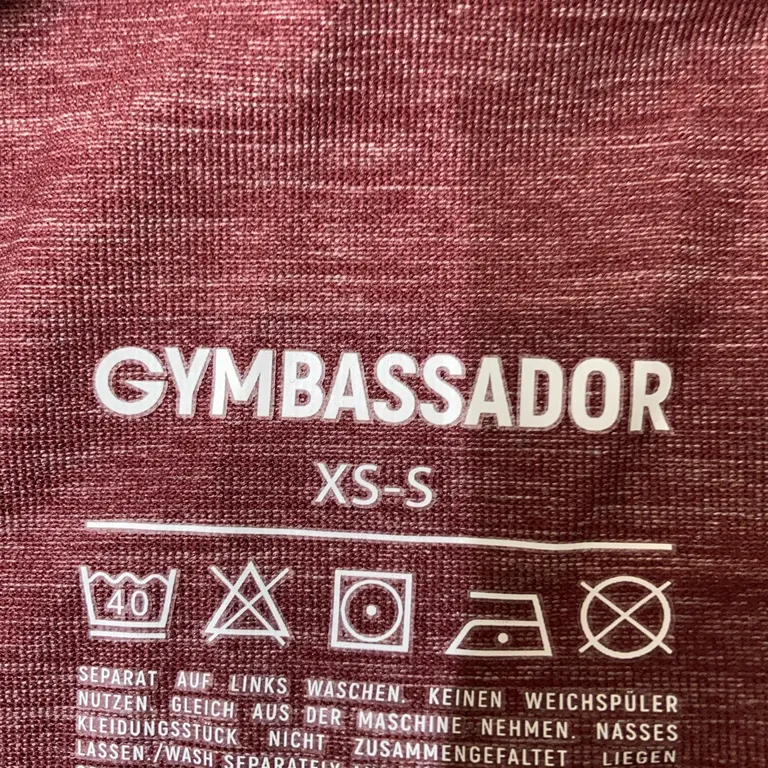 GYMBASSADOR
XS-S
40
SEPARAT AUF LINKS WASCHEN. KEINEN WEICHSPÜLER
NUTZEN. GLEICH AUS DER MASCHINE NEHMEN. NASSES
KLEIDUNGSSTÜCK NICHT ZUSAMMENGEFALTET LIEGEN
LASSEN./WASH SEPARATELY